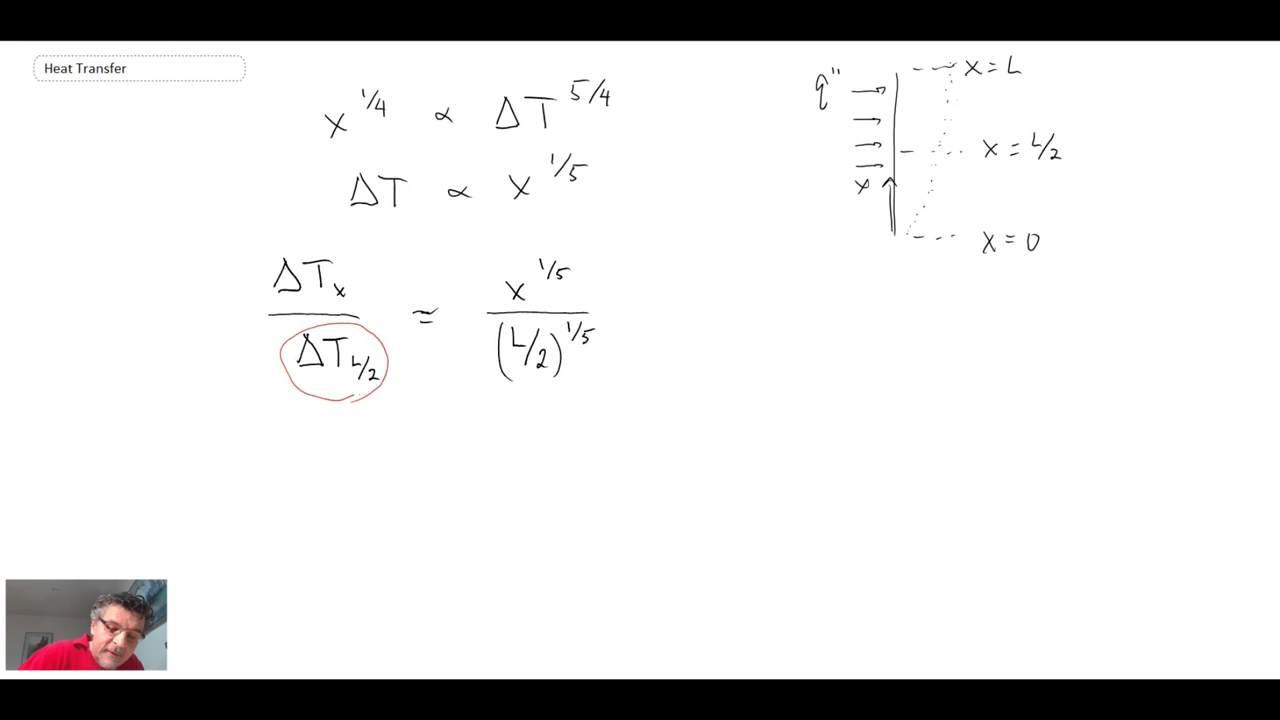 Heat Transfer
x^{1/4} ∝ ΔT^{5/4}
ΔT ∝ x^{1/5}
ΔT_x / ΔT_{L/2} ≃ x^{1/5} / (L/2)^{1/5}
q''
x = L
x = L/2
x
x = 0